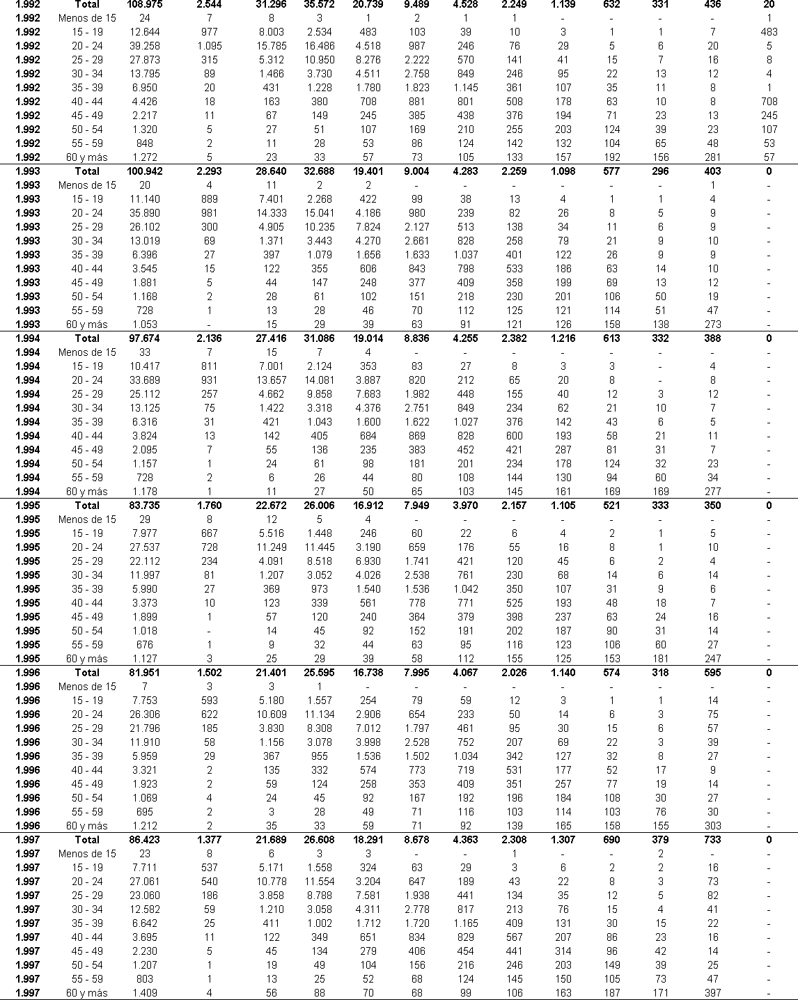 1.992 Total 108.975 2.544 31.296 35.572 20.739 9.489 4.528 2.249 1.139 632 331 436 20
1.992 Menos de 15 24 7 8 3 1 2 1 1 - - - - 1
1.992 15 - 19 12.644 977 8.003 2.534 483 103 39 10 3 1 1 7 483
1.992 20 - 24 39.258 1.095 15.785 16.486 4.518 987 246 76 29 5 6 20 5
1.992 25 - 29 27.873 315 5.312 10.950 8.276 2.222 570 141 41 15 7 16 8
1.992 30 - 34 13.795 89 1.466 3.730 4.511 2.758 849 246 95 22 13 12 4
1.992 35 - 39 6.950 20 431 1.228 1.780 1.823 1.145 361 107 35 11 8 1
1.992 40 - 44 4.426 18 163 380 708 881 801 508 178 63 10 8 708
1.992 45 - 49 2.217 11 67 149 245 385 438 376 194 71 23 13 245
1.992 50 - 54 1.320 5 27 51 107 169 210 255 203 124 39 23 107
1.992 55 - 59 848 2 11 28 53 86 124 142 132 104 65 48 53
1.992 60 y más 1.272 5 23 33 57 73 105 133 157 192 156 281 57
1.993 Total 100.942 2.293 28.640 32.688 19.401 9.004 4.283 2.259 1.098 577 296 403 0
1.993 Menos de 15 20 4 11 2 2 - - - - - - 1 -
1.993 15 - 19 11.140 889 7.401 2.268 422 99 38 13 4 1 1 4 -
1.993 20 - 24 35.890 981 14.333 15.041 4.186 980 239 82 26 8 5 9 -
1.993 25 - 29 26.102 300 4.905 10.235 7.824 2.127 513 138 34 11 6 9 -
1.993 30 - 34 13.019 69 1.371 3.443 4.270 2.661 828 258 79 21 9 10 -
1.993 35 - 39 6.396 27 397 1.079 1.656 1.633 1.037 401 122 26 9 9 -
1.993 40 - 44 3.545 15 122 355 606 843 798 533 186 63 14 10 -
1.993 45 - 49 1.881 5 44 147 248 377 409 358 199 69 13 12 -
1.993 50 - 54 1.168 2 28 61 102 151 218 230 201 106 50 19 -
1.993 55 - 59 728 1 13 28 46 70 112 125 121 114 51 47 -
1.993 60 y más 1.053 - 15 29 39 63 91 121 126 158 138 273 -
1.994 Total 97.674 2.136 27.416 31.086 19.014 8.836 4.255 2.382 1.216 613 332 388 0
1.994 Menos de 15 33 7 15 7 4 - - - - - - - -
1.994 15 - 19 10.417 811 7.001 2.124 353 83 27 8 3 3 - 4 -
1.994 20 - 24 33.689 931 13.657 14.081 3.887 820 212 65 20 8 - 8 -
1.994 25 - 29 25.112 257 4.662 9.858 7.683 1.982 448 155 40 12 3 12 -
1.994 30 - 34 13.125 75 1.422 3.318 4.376 2.751 849 234 62 21 10 7 -
1.994 35 - 39 6.316 31 421 1.043 1.600 1.622 1.027 376 142 43 6 5 -
1.994 40 - 44 3.824 13 142 405 684 869 828 600 193 58 21 11 -
1.994 45 - 49 2.095 7 55 136 235 383 452 421 287 81 31 7 -
1.994 50 - 54 1.157 1 24 61 98 181 201 234 178 124 32 23 -
1.994 55 - 59 728 2 6 26 44 80 108 144 130 94 60 34 -
1.994 60 y más 1.178 1 11 27 50 65 103 145 161 169 169 277 -
1.995 Total 83.735 1.760 22.672 26.006 16.912 7.949 3.970 2.157 1.105 521 333 350 0
1.995 Menos de 15 29 8 12 5 4 - - - - - - - -
1.995 15 - 19 7.977 667 5.516 1.448 246 60 22 6 4 2 1 5 -
1.995 20 - 24 27.537 728 11.249 11.445 3.190 659 176 55 16 8 1 10 -
1.995 25 - 29 22.112 234 4.091 8.518 6.930 1.741 421 120 45 6 2 4 -
1.995 30 - 34 11.997 81 1.207 3.052 4.026 2.538 761 230 68 14 6 14 -
1.995 35 - 39 5.990 27 369 973 1.540 1.536 1.042 350 107 31 9 6 -
1.995 40 - 44 3.373 10 123 339 561 778 771 525 193 48 18 7 -
1.995 45 - 49 1.899 1 57 120 240 364 379 398 237 63 24 16 -
1.995 50 - 54 1.018 - 14 45 92 152 191 202 187 90 31 14 -
1.995 55 - 59 676 1 9 32 44 63 95 116 123 106 60 27 -
1.995 60 y más 1.127 3 25 29 39 58 112 155 125 153 181 247 -
1.996 Total 81.951 1.502 21.401 25.595 16.738 7.995 4.067 2.026 1.140 574 318 595 0
1.996 Menos de 15 7 3 3 1 - - - - - - - - -
1.996 15 - 19 7.753 593 5.180 1.557 254 79 59 12 3 1 1 14 -
1.996 20 - 24 26.306 622 10.609 11.134 2.906 654 233 50 14 6 3 75 -
1.996 25 - 29 21.796 185 3.830 8.308 7.012 1.797 461 95 30 15 6 57 -
1.996 30 - 34 11.910 58 1.156 3.078 3.998 2.528 752 207 69 22 3 39 -
1.996 35 - 39 5.959 29 367 955 1.536 1.502 1.034 342 127 32 8 27 -
1.996 40 - 44 3.321 2 135 332 574 773 719 531 177 52 17 9 -
1.996 45 - 49 1.923 2 59 124 258 353 409 351 257 77 19 14 -
1.996 50 - 54 1.069 4 24 45 92 167 192 196 184 108 30 27 -
1.996 55 - 59 695 2 3 28 49 71 116 103 114 103 76 30 -
1.996 60 y más 1.212 2 35 33 59 71 92 139 165 158 155 303 -
1.997 Total 86.423 1.377 21.689 26.608 18.291 8.678 4.363 2.308 1.307 690 379 733 0
1.997 Menos de 15 23 8 6 3 3 - - 1 - - 2 - -
1.997 15 - 19 7.711 537 5.171 1.558 324 63 29 3 6 2 2 16 -
1.997 20 - 24 27.061 540 10.778 11.554 3.204 647 189 43 22 8 3 73 -
1.997 25 - 29 23.060 186 3.858 8.788 7.581 1.938 441 134 35 12 5 82 -
1.997 30 - 34 12.582 59 1.210 3.058 4.311 2.778 817 213 76 15 4 41 -
1.997 35 - 39 6.642 25 411 1.002 1.712 1.720 1.165 409 131 30 15 22 -
1.997 40 - 44 3.695 11 122 349 651 834 829 567 207 86 23 16 -
1.997 45 - 49 2.230 5 45 134 279 406 454 441 314 96 42 14 -
1.997 50 - 54 1.207 1 19 49 104 156 216 246 203 149 39 25 -
1.997 55 - 59 803 1 13 25 52 68 124 145 150 105 73 47 -
1.997 60 y más 1.409 4 56 88 70 68 99 106 163 187 171 397 -